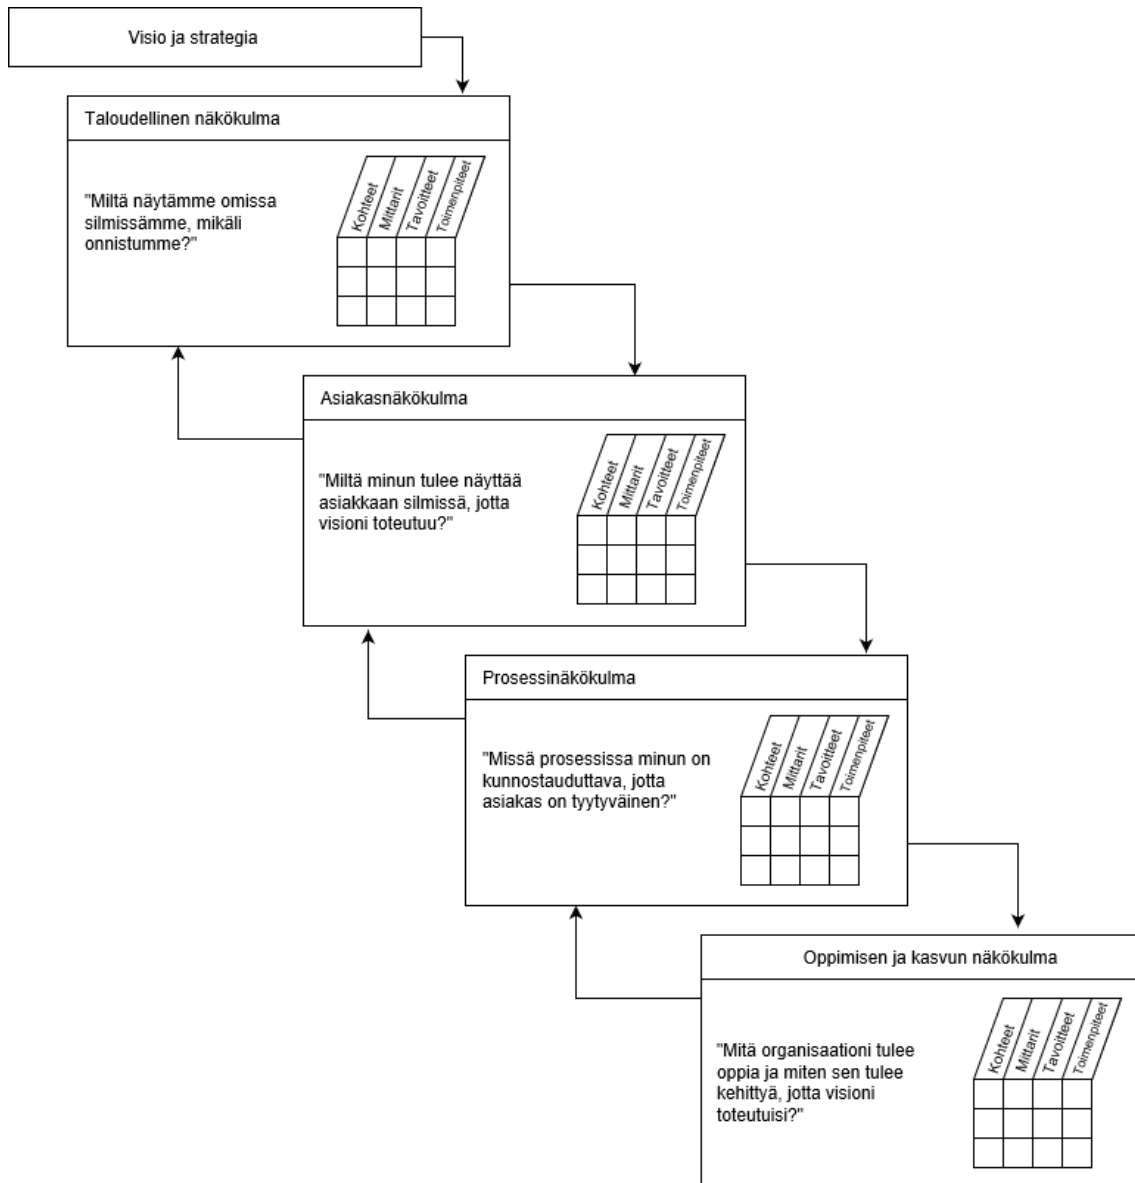 Visio ja strategia
Taloudellinen näkökulma
"Miltä näytämme omissa
silmissämme, mikäli
onnistumme?"
Kohteet
Mittarit
Tavoitteet
Toimenpiteet
Asiakasnäkökulma
"Miltä minun tulee näyttää
asiakkaan silmissä, jotta
visioni toteutuu?"
Kohteet
Mittarit
Tavoitteet
Toimenpiteet
Prosessinäkökulma
"Missä prosessissa minun on
kunnostauduttava, jotta
asiakas on tyytyväinen?"
Kohteet
Mittarit
Tavoitteet
Toimenpiteet
Oppimisen ja kasvun näkökulma
"Mitä organisaationi tulee
oppia ja miten sen tulee
kehittyä, jotta visioni
toteutuisi?"
Kohteet
Mittarit
Tavoitteet
Toimenpiteet